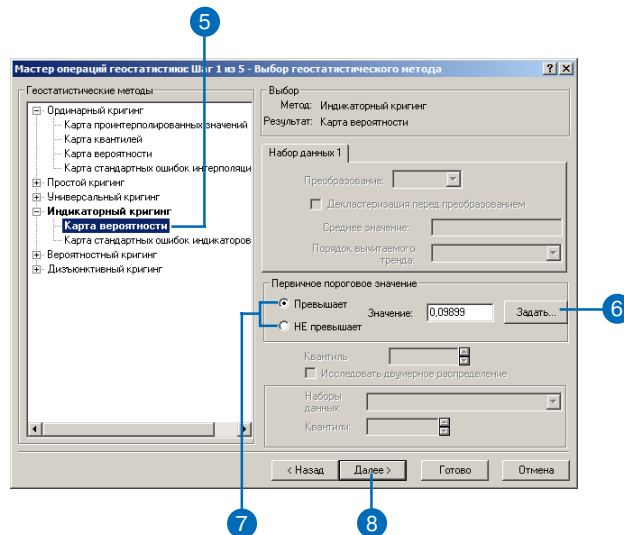 5
Мастер операций геостатистики: Шаг 1 из 5 - Выбор геостатистического метода
Геостатистические методы
Ординарный кригинг
Карта проинтерполированных значений
Карта квантилей
Карта вероятности
Карта стандартных ошибок интерполяци
Простой кригинг
Универсальный кригинг
Индикаторный кригинг
Карта вероятности
Карта стандартных ошибок индикаторов
Вероятностный кригинг
Дизъюнктивный кригинг
Выбор
Метод: Индикаторный кригинг
Результат: Карта вероятности
Набор данных 1
Преобразование:
Декластеризация перед преобразованием
Среднее значение:
Порядок вычитаемого
тренда:
Первичное пороговое значение
Превышает
НЕ превышает
Значение: 0,09899 Задать...
6
7
Квантиль
Исследовать двумерное распределение
Наборы
данных:
Квантили:
< Назад Далее > Готово Отмена
8